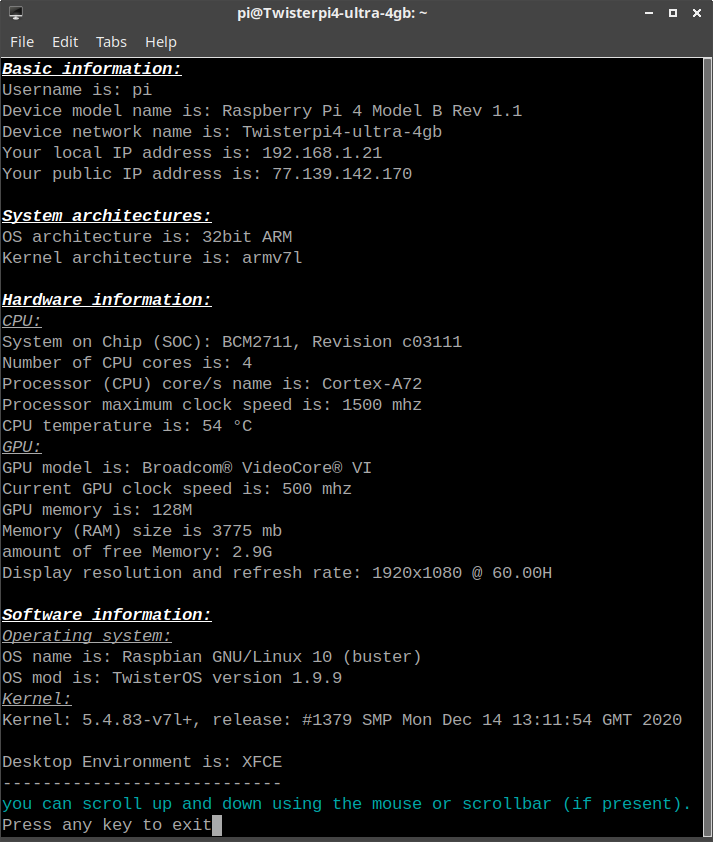 pi@Twisterpi4-ultra-4gb: ~
File Edit Tabs Help
Basic information:
Username is: pi
Device model name is: Raspberry Pi 4 Model B Rev 1.1
Device network name is: Twisterpi4-ultra-4gb
Your local IP address is: 192.168.1.21
Your public IP address is: 77.139.142.170
System architectures:
OS architecture is: 32bit ARM
Kernel architecture is: armv7l
Hardware information:
CPU:
System on Chip (SOC): BCM2711, Revision c03111
Number of CPU cores is: 4
Processor (CPU) core/s name is: Cortex-A72
Processor maximum clock speed is: 1500 mhz
CPU temperature is: 54 °C
GPU:
GPU model is: Broadcom® VideoCore® VI
Current GPU clock speed is: 500 mhz
GPU memory is: 128M
Memory (RAM) size is 3775 mb
amount of free Memory: 2.9G
Display resolution and refresh rate: 1920x1080 @ 60.00H
Software information:
Operating system:
OS name is: Raspbian GNU/Linux 10 (buster)
OS mod is: TwisterOS version 1.9.9
Kernel:
Kernel: 5.4.83-v7l+, release: #1379 SMP Mon Dec 14 13:11:54 GMT 2020
Desktop Environment is: XFCE
----------------------------
you can scroll up and down using the mouse or scrollbar (if present).
Press any key to exit